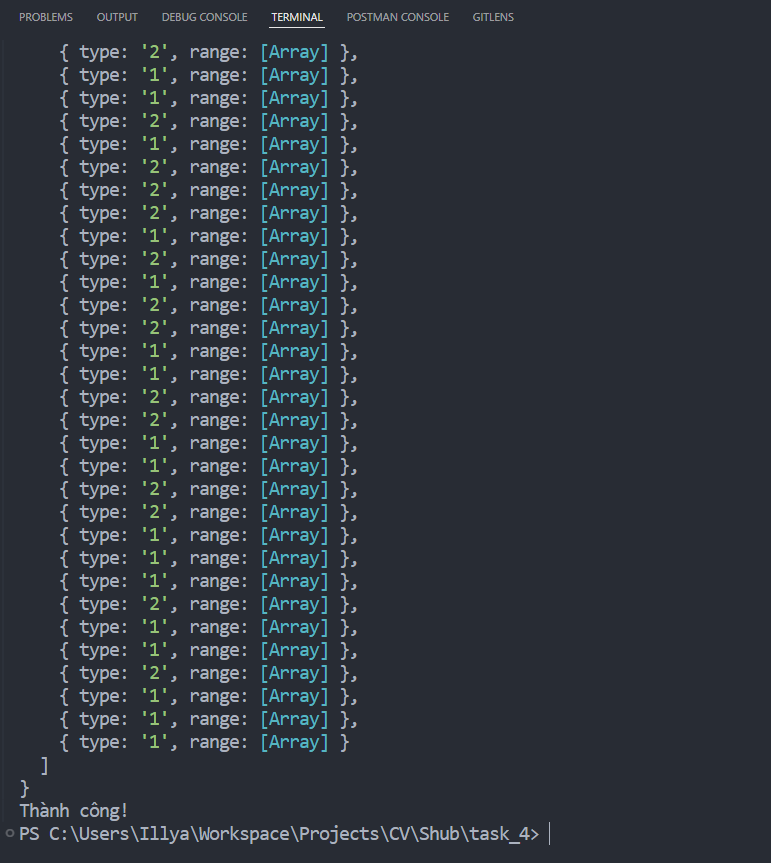 PROBLEMS OUTPUT DEBUG CONSOLE TERMINAL POSTMAN CONSOLE GITLENS
{ type: '2', range: [Array] },
{ type: '1', range: [Array] },
{ type: '1', range: [Array] },
{ type: '2', range: [Array] },
{ type: '1', range: [Array] },
{ type: '2', range: [Array] },
{ type: '2', range: [Array] },
{ type: '2', range: [Array] },
{ type: '1', range: [Array] },
{ type: '2', range: [Array] },
{ type: '1', range: [Array] },
{ type: '2', range: [Array] },
{ type: '2', range: [Array] },
{ type: '1', range: [Array] },
{ type: '1', range: [Array] },
{ type: '2', range: [Array] },
{ type: '2', range: [Array] },
{ type: '1', range: [Array] },
{ type: '1', range: [Array] },
{ type: '2', range: [Array] },
{ type: '2', range: [Array] },
{ type: '1', range: [Array] },
{ type: '1', range: [Array] },
{ type: '1', range: [Array] },
{ type: '2', range: [Array] },
{ type: '1', range: [Array] },
{ type: '1', range: [Array] },
{ type: '2', range: [Array] },
{ type: '1', range: [Array] },
{ type: '1', range: [Array] },
{ type: '1', range: [Array] }
]
}
Thành công!
PS C:\Users\Illya\Workspace\Projects\CV\Shub\task_4>